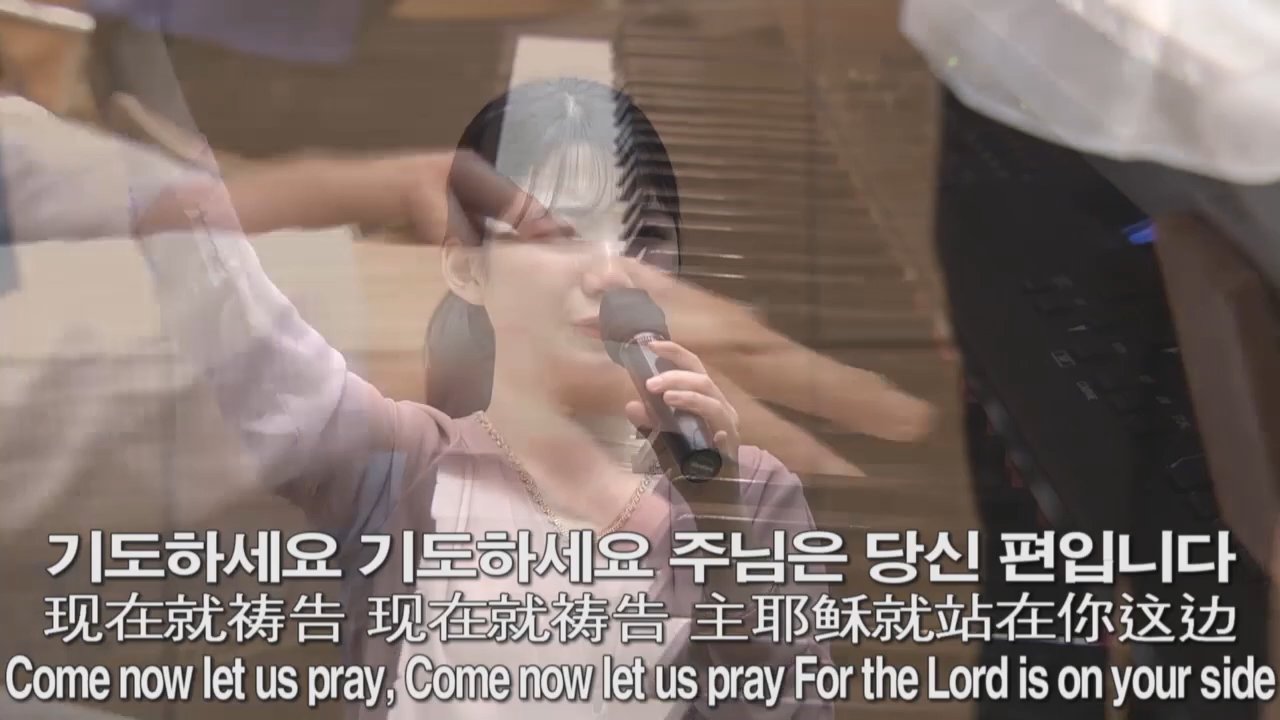 기도하세요 기도하세요 주님은 당신 편입니다
现在就祷告 现在就祷告 主耶稣就站在你这边
Come now let us pray, Come now let us pray For the Lord is on your side